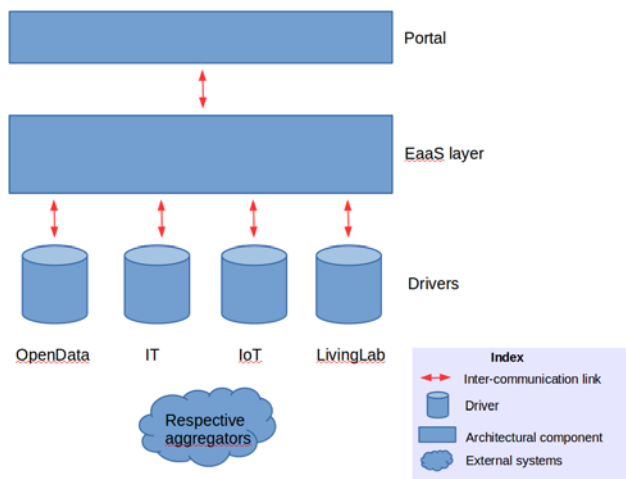 Portal
EaaS layer
Drivers
OpenData IT IoT LivingLab
Respective
aggregators
Index
Inter-communication link
Driver
Architectural component
External systems